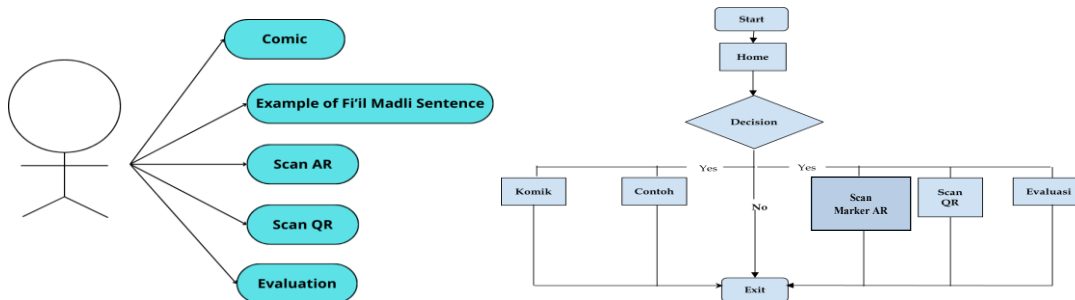 Comic
Example of Fi'il Madli Sentence
Scan AR
Scan QR
Evaluation
Start
Home
Decision
Yes
Yes
Komik
Contoh
Scan
Marker AR
Scan
QR
Evaluasi
No
Exit